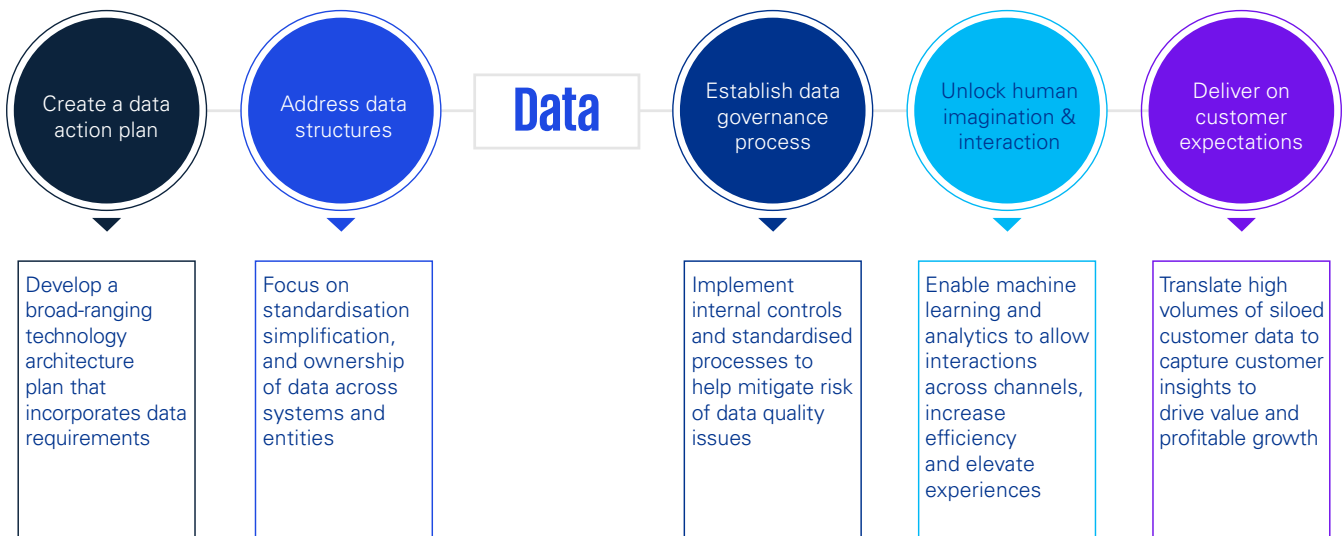 Create a data
action plan
Address data
structures
Data
Establish data
governance
process
Unlock human
imagination &
interaction
Deliver on
customer
expectations
Develop a
broad-ranging
technology
architecture
plan that
incorporates data
requirements
Focus on
standardisation
simplification,
and ownership
of data across
systems and
entities
Implement
internal controls
and standardised
processes to
help mitigate risk
of data quality
issues
Enable machine
learning and
analytics to allow
interactions
across channels,
increase
efficiency
and elevate
experiences
Translate high
volumes of siloed
customer data to
capture customer
insights to
drive value and
profitable growth